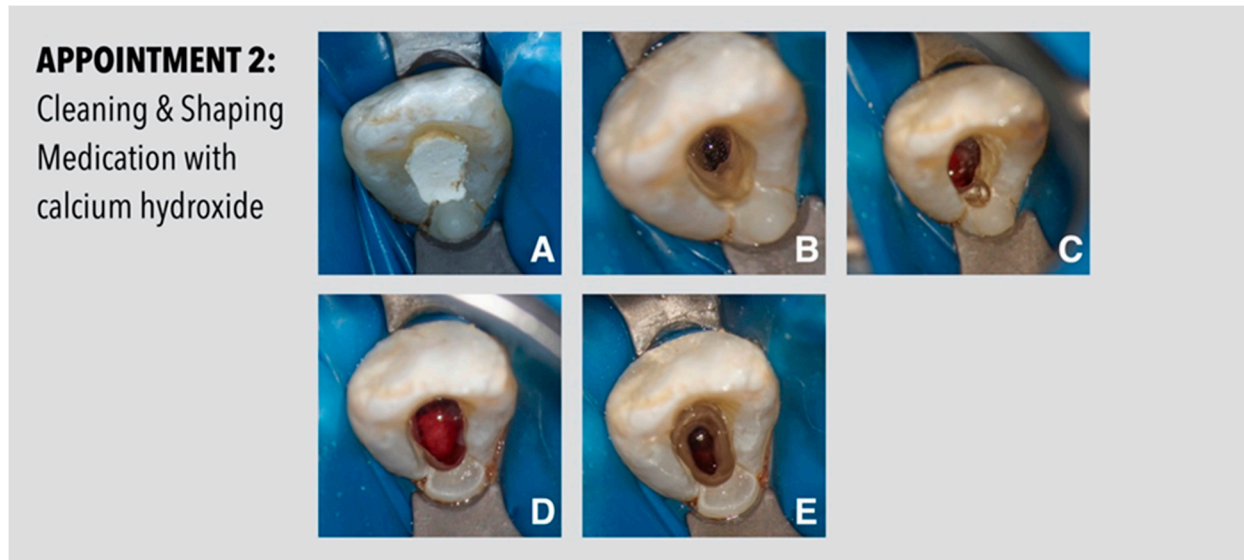 APPOINTMENT 2:
Cleaning & Shaping
Medication with
calcium hydroxide
A
B
C
D
E